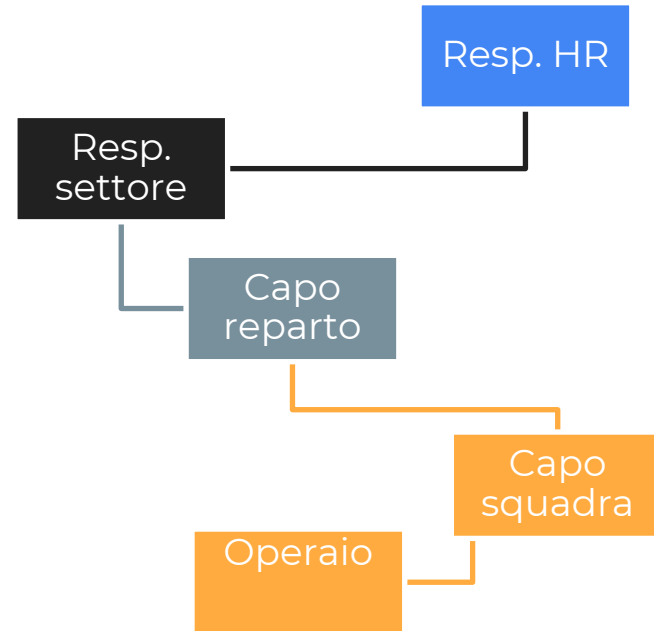 Resp. HR
Resp.
settore
Capo
reparto
Capo
squadra
Operaio